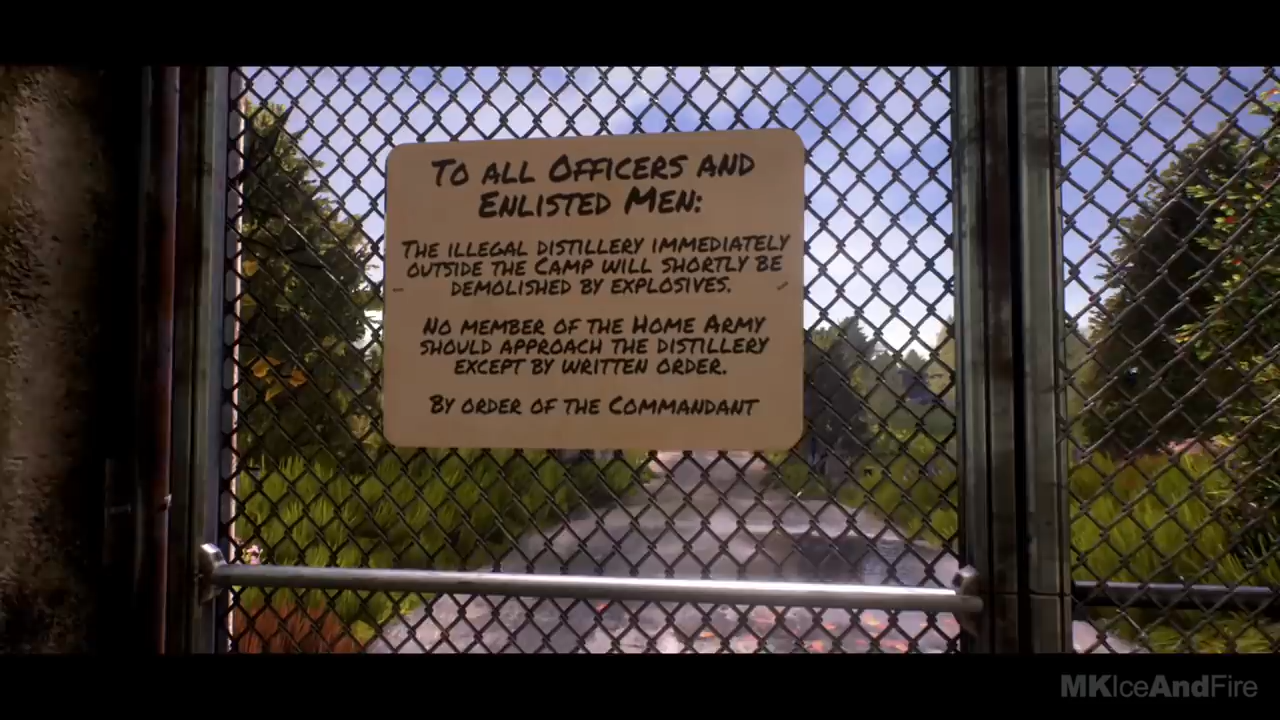 To all Officers and
Enlisted Men:
The illegal distillery immediately
outside the Camp will shortly be
demolished by explosives.
No member of the Home Army
should approach the distillery
except by written order.
By order of the Commandant
MKIceAndFire